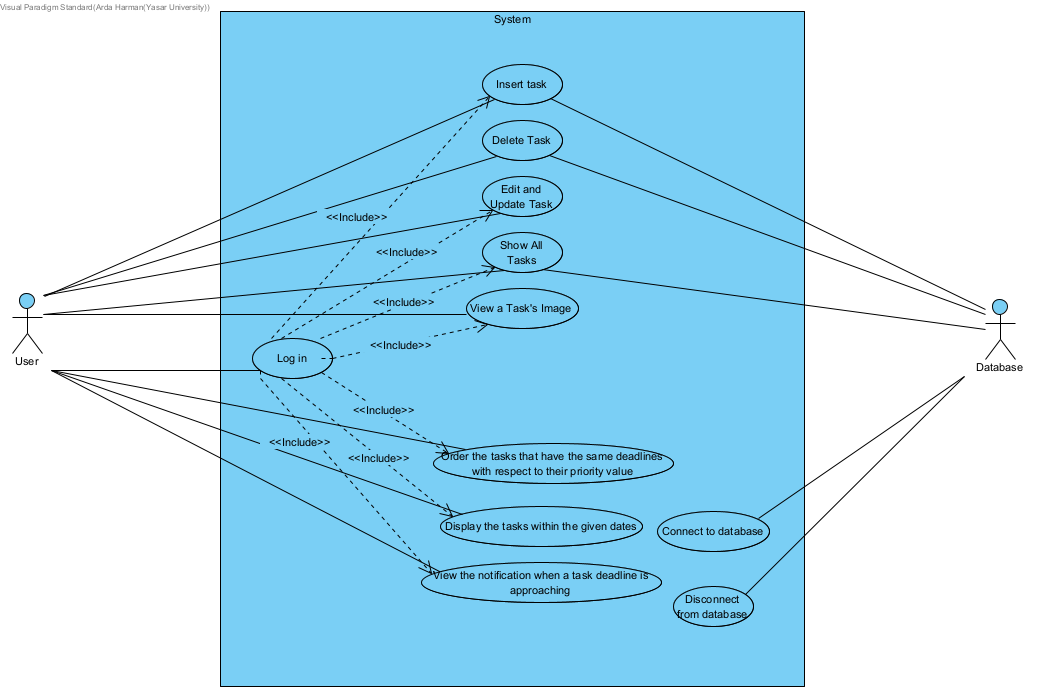 Visual Paradigm Standard(Arda Harman(Yasar University))
System
Insert task
Delete Task
Edit and
Update Task
<<Include>>
Show All
Tasks
<<Include>>
<<Include>>
View a Task's Image
<<Include>>
Log in
User
Database
<<Include>>
<<Include>>
<<Include>>
Order the tasks that have the same deadlines
with respect to their priority value
Display the tasks within the given dates
Connect to database
View the notification when a task deadline is
approaching
Disconnect
from database